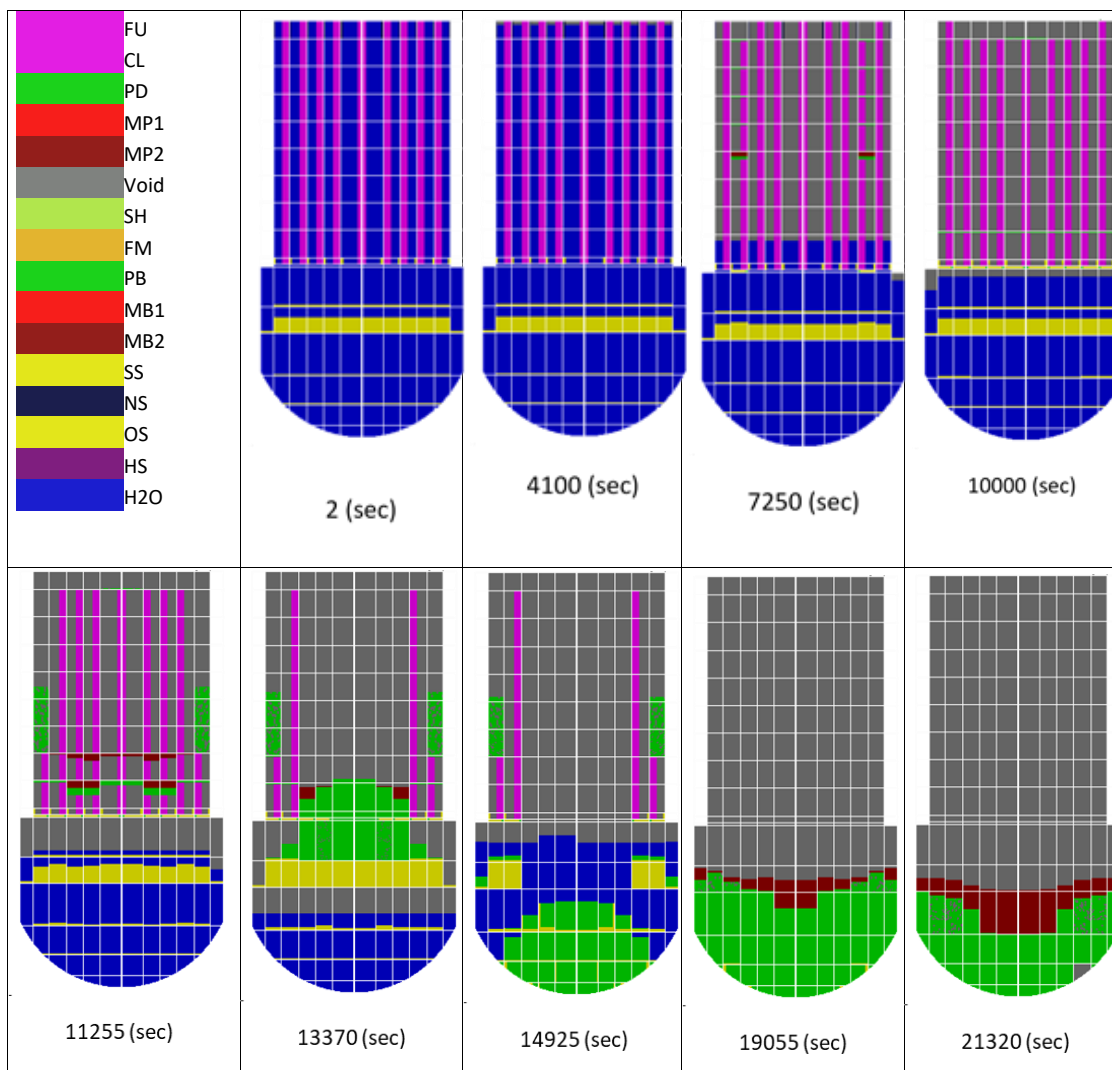 FU
CL
PD
MP1
MP2
Void
SH
FM
PB
MB1
MB2
SS
NS
OS
HS
H2O
2 (sec)
4100 (sec)
7250 (sec)
10000 (sec)
11255 (sec)
13370 (sec)
14925 (sec)
19055 (sec)
21320 (sec)